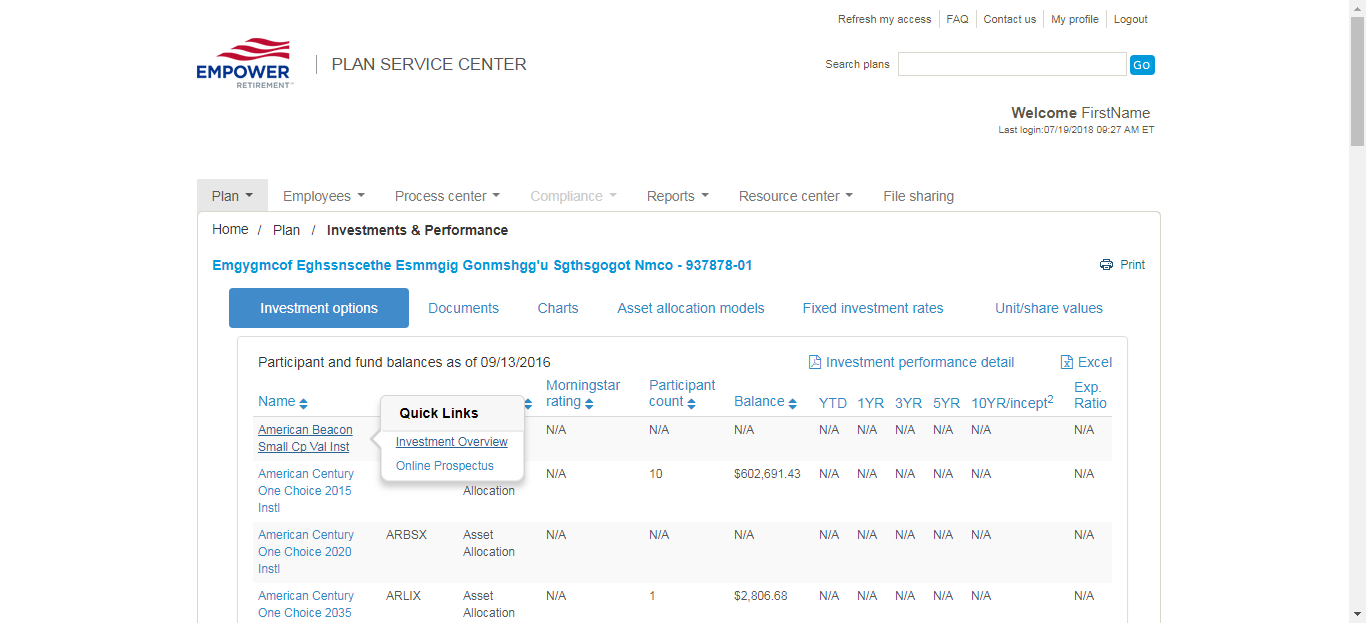 Refresh my access FAQ Contact us My profile Logout
EMPOWER
RETIREMENT
PLAN SERVICE CENTER
Search plans GO
Welcome FirstName
Last login:07/19/2018 09:27 AM ET
Plan Employees Process center Compliance Reports Resource center File sharing
Home / Plan / Investments & Performance
Emgygmcof Eghssnscethe Esmmgig Gonmshgg'u Sgthsgogot Nmco - 937878-01
Print
Investment options Documents Charts Asset allocation models Fixed investment rates Unit/share values
Participant and fund balances as of 09/13/2016
Investment performance detail Excel
Name Morningstar rating Participant count Balance YTD 1YR 3YR 5YR 10YR/incept2 Exp. Ratio
American Beacon N/A N/A N/A N/A N/A N/A N/A N/A N/A
Small Cp Val Inst
Quick Links
Investment Overview
Online Prospectus
American Century N/A 10 $602,691.43 N/A N/A N/A N/A N/A N/A
One Choice 2015 Allocation
Instl
American Century ARBSX Asset N/A N/A N/A N/A N/A N/A N/A N/A N/A
One Choice 2020 Allocation
Instl
American Century ARLIX Asset N/A 1 $2,806.68 N/A N/A N/A N/A N/A N/A
One Choice 2035 Allocation